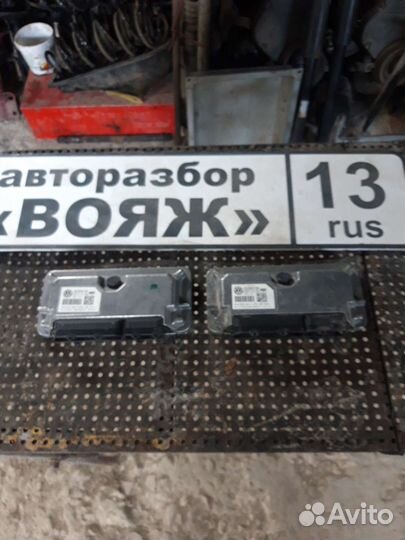 авторазбор
«ВОЯЖ»
13
rus
Avito